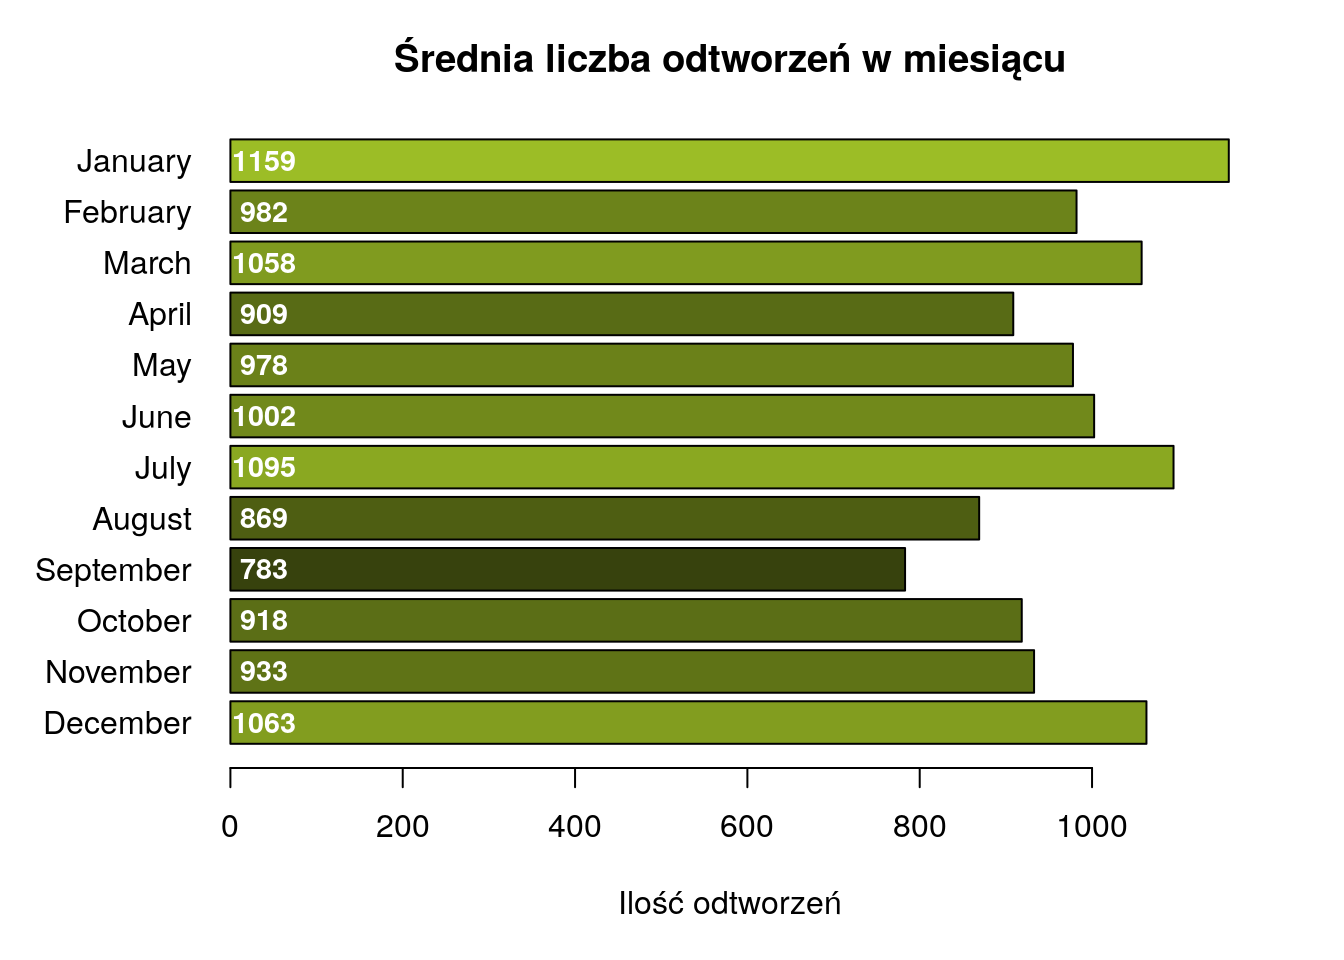 Średnia liczba odtworzeń w miesiącu
January 1159
February 982
March 1058
April 909
May 978
June 1002
July 1095
August 869
September 783
October 918
November 933
December 1063
0 200 400 600 800 1000
Ilość odtworzeń